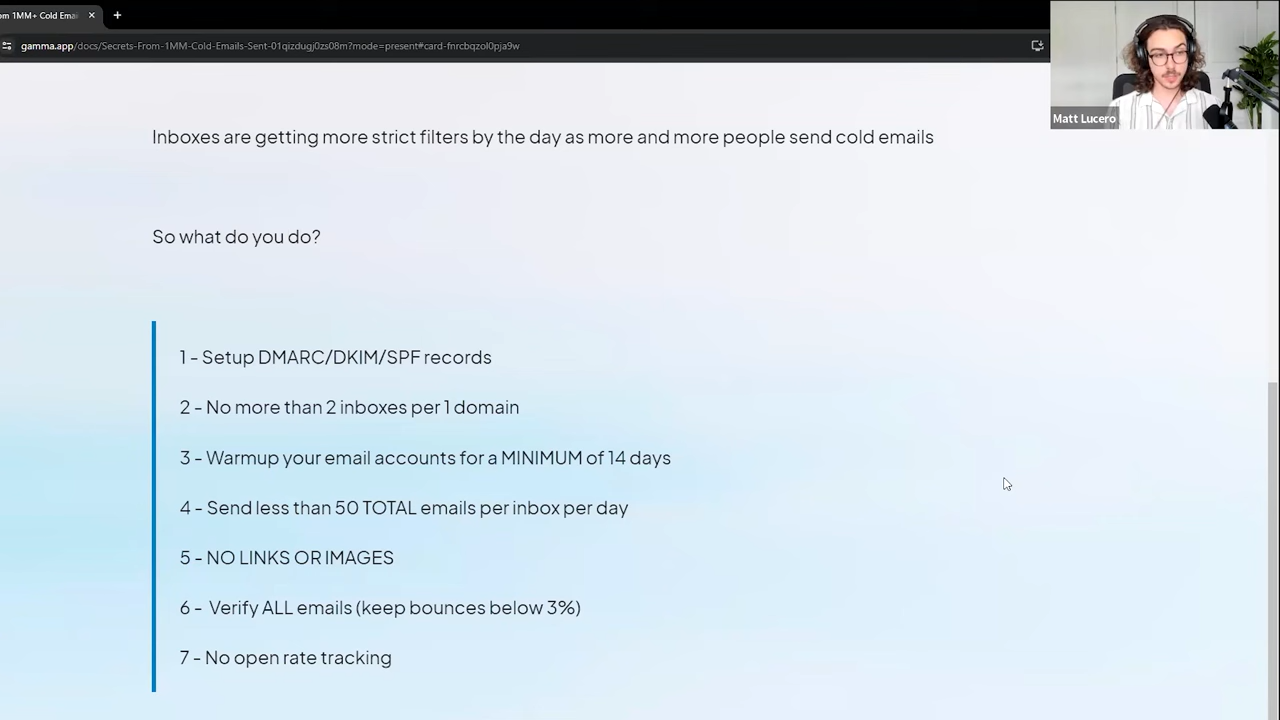 om 1MM+ Cold Emai
gamma.app/docs/Secrets-From-1MM-Cold-Emails-Sent-01qizdugj0zs08m?mode=present#card-fnrcbqzol0pja9w
Matt Lucero
Inboxes are getting more strict filters by the day as more and more people send cold emails
So what do you do?
1 - Setup DMARC/DKIM/SPF records
2 - No more than 2 inboxes per 1 domain
3 - Warmup your email accounts for a MINIMUM of 14 days
4 - Send less than 50 TOTAL emails per inbox per day
5 - NO LINKS OR IMAGES
6 - Verify ALL emails (keep bounces below 3%)
7 - No open rate tracking